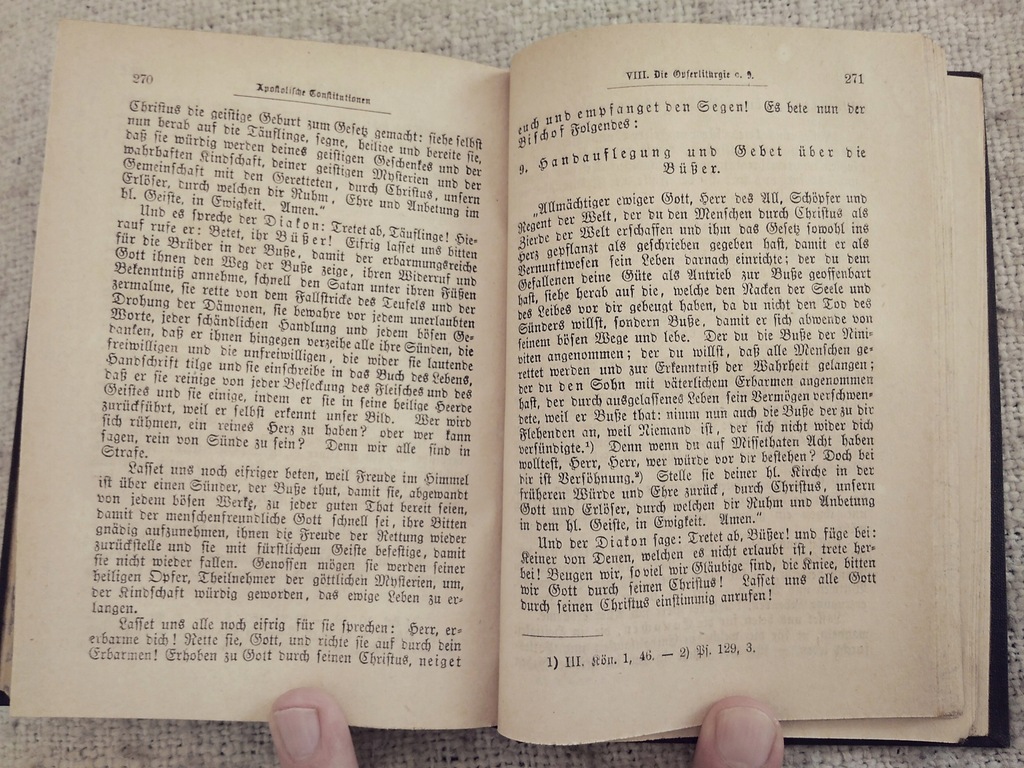 270
Apostolische Constitutionen
Christus die geistige Geburt zum Gesetz gemacht: siehe selbst
nun herab auf die Täuflinge, segne, heilige und bereite sie,
daß sie würdig werden deines geistigen Geschenkes und der
wahrhaften Kindschaft, deiner geistigen Mysterien und der
Gemeinschaft mit den Geretteten, durch Christus, unsern
Erlöser, durch welchen dir Ruhm, Ehre und Anbetung im
hl. Geiste, in Ewigkeit. Amen."
Und es spreche der Diakon: Tretet ab, Täuflinge! Hie-
rauf rufe er: Betet, ihr Büßer! Eifrig lasset uns bitten
für die Brüder in der Buße, damit der erbarmungsreiche
Gott ihnen den Weg der Buße zeige, ihren Widerruf und
Bekenntniß annehme, schnell den Satan unter ihren Füßen
zermalme, sie rette von dem Fallstricke des Teufels und der
Drohung der Dämonen, sie bewahre vor jedem unerlaubten
Worte, jeder schändlichen Handlung und jedem bösen Ge-
danken, daß er ihnen hingegen verzeihe alle ihre Sünden, die
freiwilligen und die unfreiwilligen, die wider sie lautende
Handschrift tilge und sie einschreibe in das Buch des Lebens,
daß er sie reinige von jeder Befleckung des Fleisches und des
Geistes und sie einige, indem er sie in seine heilige Heerde
zurückführt, weil er selbst erkennt unser Bild. Wer wird
sich rühmen, ein reines Herz zu haben? oder wer kann
sagen, rein von Sünde zu sein? Denn wir alle sind in
Strafe.
Lasset uns noch eifriger beten, weil Freude im Himmel
ist über einen Sünder, der Buße thut, damit sie, abgewandt
von jedem bösen Werke, zu jeder guten That bereit seien,
damit der menschenfreundliche Gott schnell sei, ihre Bitten
gnädig aufzunehmen, ihnen die Freude der Rettung wieder
zurückstelle und sie mit fürstlichem Geiste befestige, damit
sie nicht wieder fallen. Genossen mögen sie werden seiner
heiligen Opfer, Theilnehmer der göttlichen Mysterien, um,
der Kindschaft würdig geworden, das ewige Leben zu er-
langen.
Lasset uns alle noch eifrig für sie sprechen: Herr, er-
erbarme dich! Rette sie, Gott, und richte sie auf durch dein
Erbarmen! Erhoben zu Gott durch seinen Christus, neiget
VIII. Die Opferliturgie c. 9.
271
euch und empfanget den Segen! Es bete nun der
Bischof Folgendes:
9. Handauflegung und Gebet über die
Büßer.
„Allmächtiger ewiger Gott, Herr des All, Schöpfer und
Regent der Welt, der du den Menschen durch Christus als
Zierde der Welt erschaffen und ihm das Gesetz sowohl ins
Herz gepflanzt als geschrieben gegeben hast, damit er als
Vernunftwesen sein Leben darnach einrichte; der du dem
Gefallenen deine Güte als Antrieb zur Buße geoffenbart
hast, siehe herab auf die, welche den Nacken der Seele und
des Leibes vor dir gebeugt haben, da du nicht den Tod des
Sünders willst, sondern Buße, damit er sich abwende von
seinem bösen Wege und lebe. Der du die Buße der Nini-
viten angenommen; der du willst, daß alle Menschen ge-
rettet werden und zur Erkenntniß der Wahrheit gelangen;
der du den Sohn mit väterlichem Erbarmen angenommen
hast, der durch ausgelassenes Leben sein Vermögen verschwen-
dete, weil er Buße that: nimm nun auch die Buße der zu dir
Flehenden an, weil Niemand ist, der sich nicht wider dich
versündigte.¹) Denn wenn du auf Missethaten Acht haben
wolltest, Herr, Herr, wer würde vor dir bestehen? Doch bei
dir ist Versöhnung.²) Stelle sie deiner hl. Kirche in der
früheren Würde und Ehre zurück, durch Christus, unsern
Gott und Erlöser, durch welchen dir Ruhm und Anbetung
in dem hl. Geiste, in Ewigkeit. Amen."
Und der Diakon sage: Tretet ab, Büßer! und füge bei:
Keiner von Denen, welchen es nicht erlaubt ist, trete her-
bei! Beugen wir, so viel wir Gläubige sind, die Kniee, bitten
wir Gott durch seinen Christus! Lasset uns alle Gott
durch seinen Christus einstimmig anrufen!
1) III. Kön. 1, 46. — 2) Ps. 129, 3.